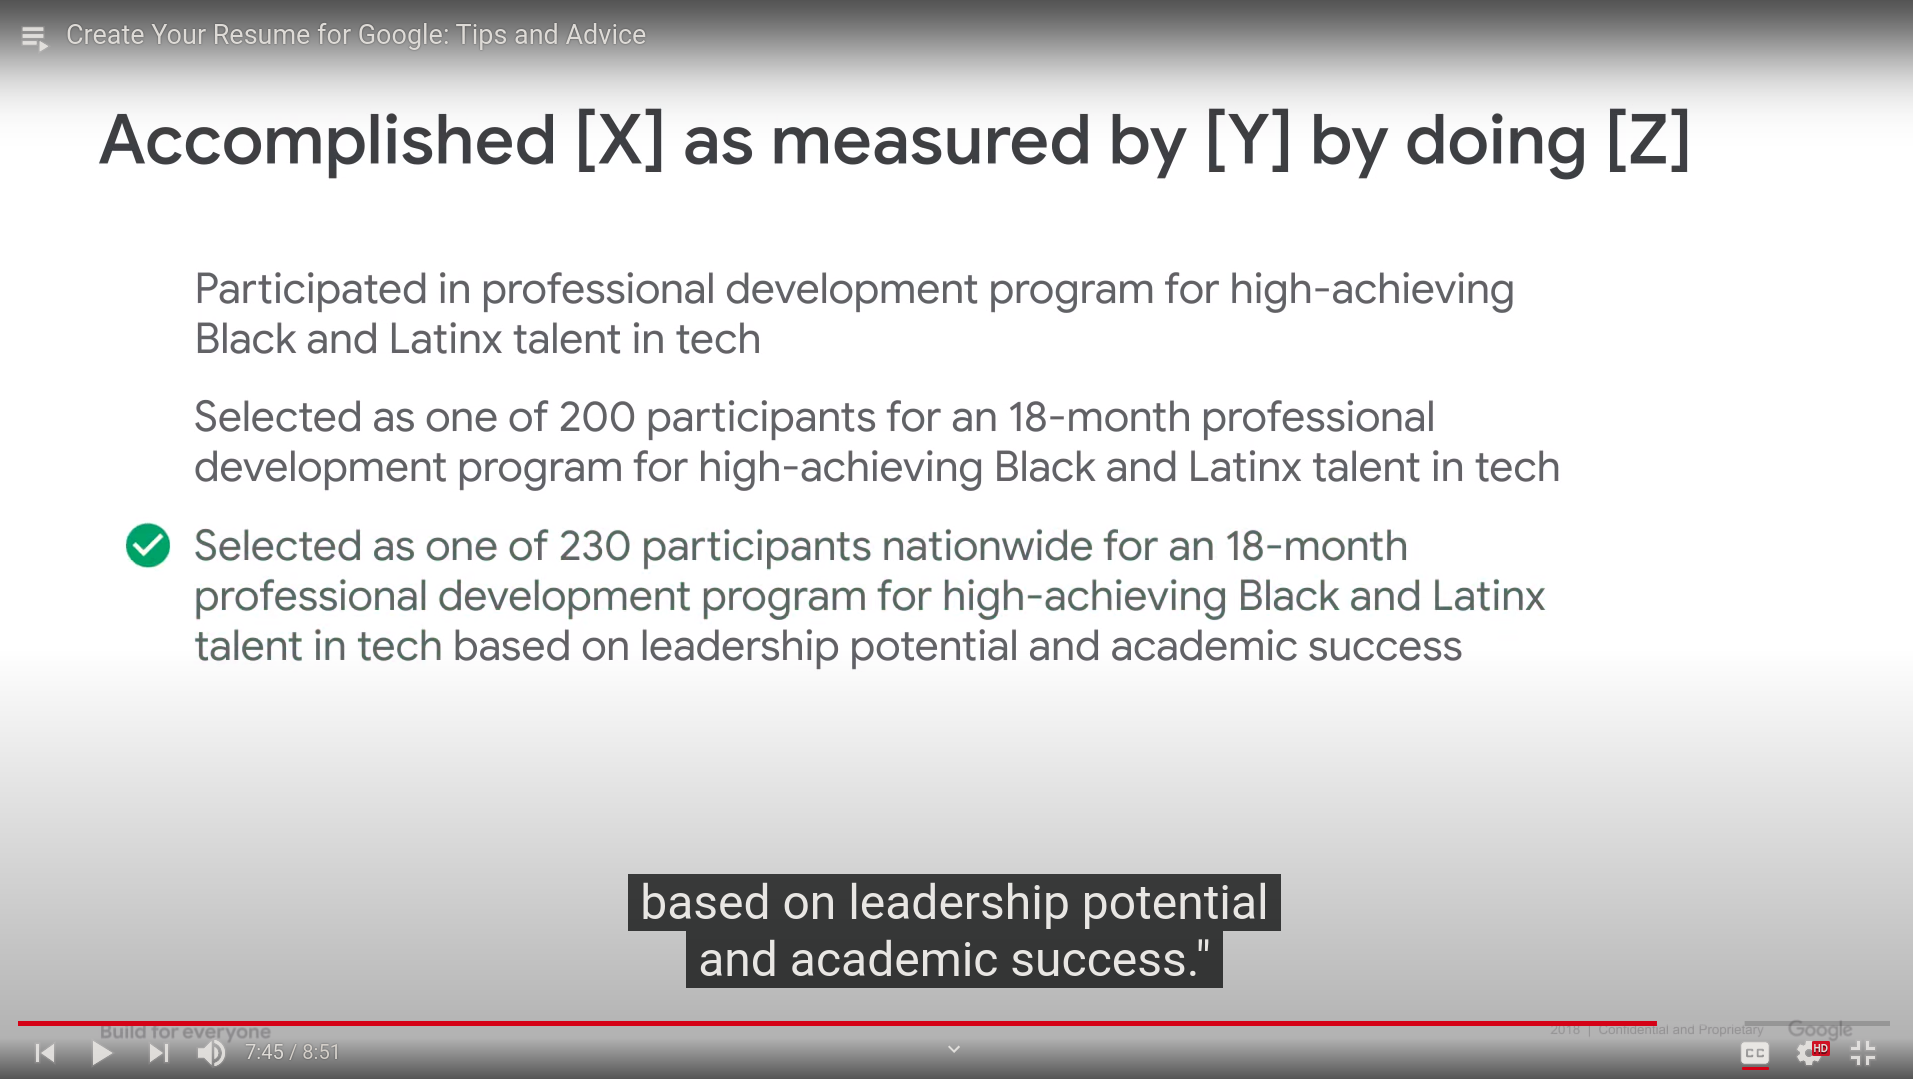 Create Your Resume for Google: Tips and Advice
Accomplished [X] as measured by [Y] by doing [Z]
Participated in professional development program for high-achieving
Black and Latinx talent in tech
Selected as one of 200 participants for an 18-month professional
development program for high-achieving Black and Latinx talent in tech
Selected as one of 230 participants nationwide for an 18-month
professional development program for high-achieving Black and Latinx
talent in tech based on leadership potential and academic success
based on leadership potential
and academic success."
Build for everyone
2018 | Confidential and Proprietary
Google
7:45 / 8:51
CC
HD